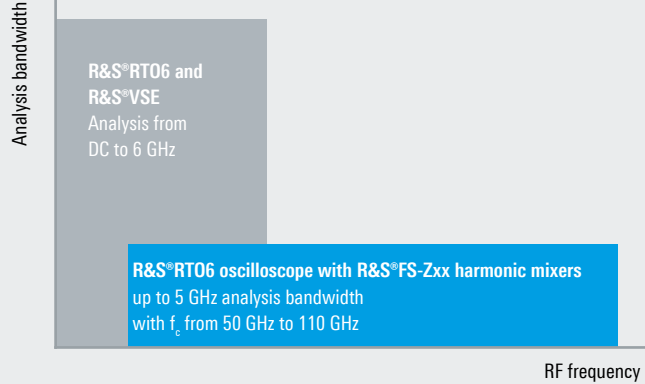 Analysis bandwidth
R&S®RTO6 and
R&S®VSE
Analysis from
DC to 6 GHz
R&S®RTO6 oscilloscope with R&S®FS-Zxx harmonic mixers
up to 5 GHz analysis bandwidth
with fc from 50 GHz to 110 GHz
RF frequency